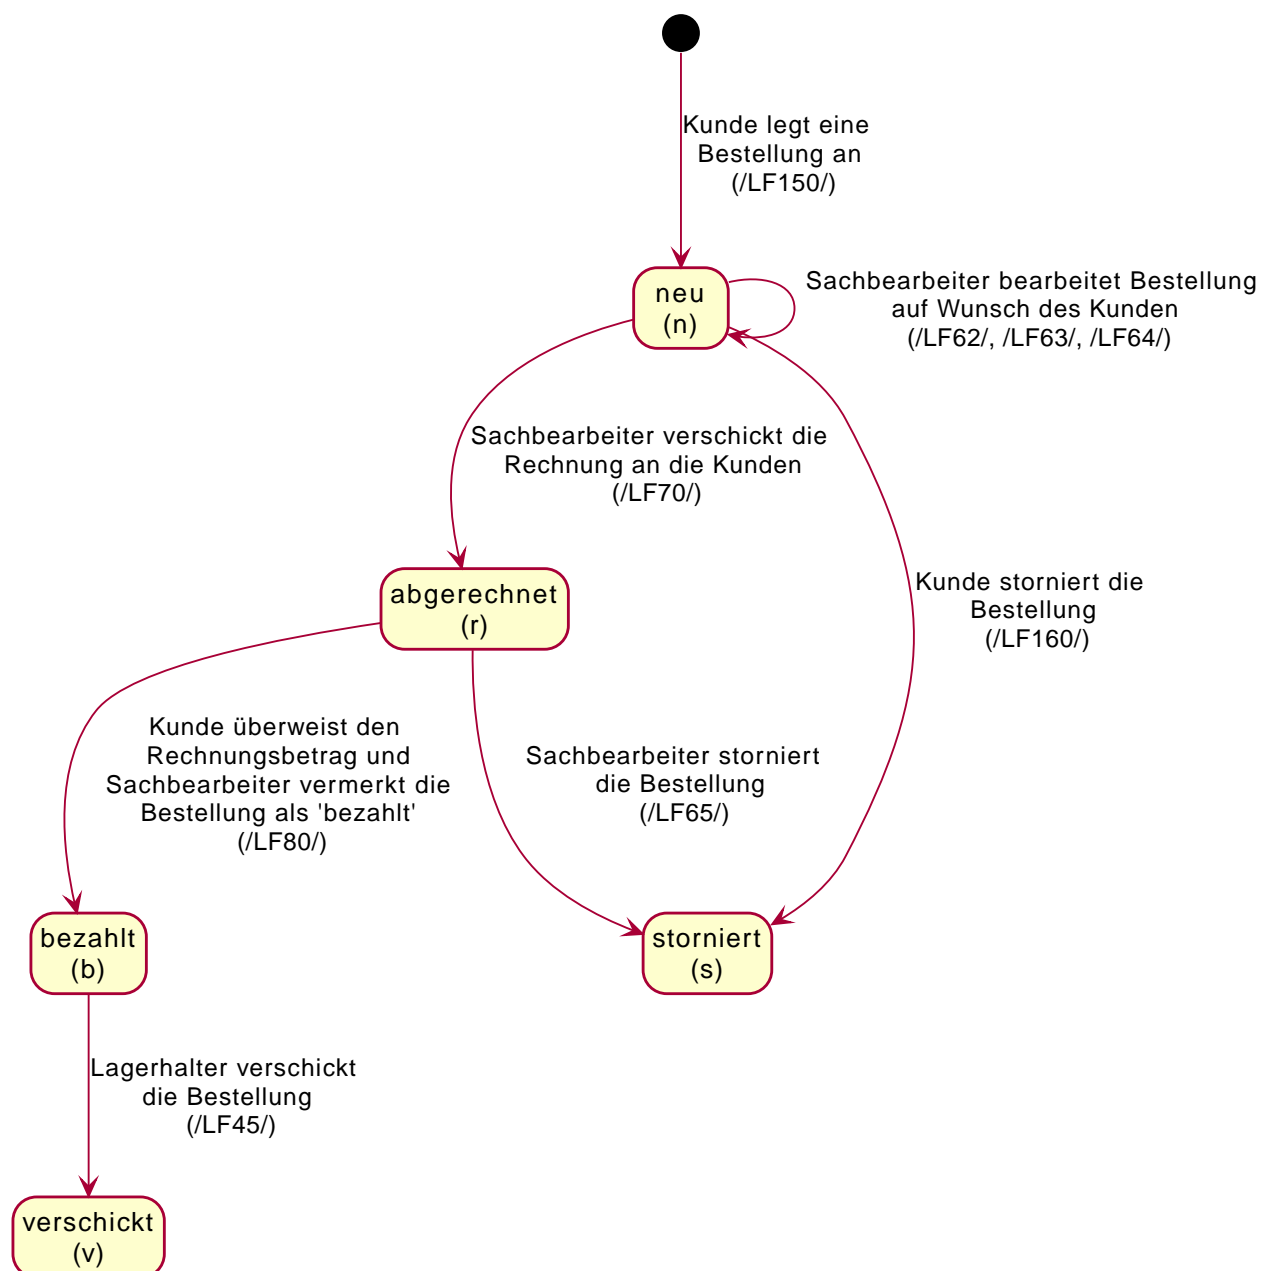 Kunde legt eine
Bestellung an
(/LF150/)
neu
(n)
Sachbearbeiter bearbeitet Bestellung
auf Wunsch des Kunden
(/LF62/, /LF63/, /LF64/)
Sachbearbeiter verschickt die
Rechnung an die Kunden
(/LF70/)
abgerechnet
(r)
Kunde storniert die
Bestellung
(/LF160/)
Kunde überweist den
Rechnungsbetrag und
Sachbearbeiter vermerkt die
Bestellung als 'bezahlt'
(/LF80/)
Sachbearbeiter storniert
die Bestellung
(/LF65/)
bezahlt
(b)
storniert
(s)
Lagerhalter verschickt
die Bestellung
(/LF45/)
verschickt
(v)